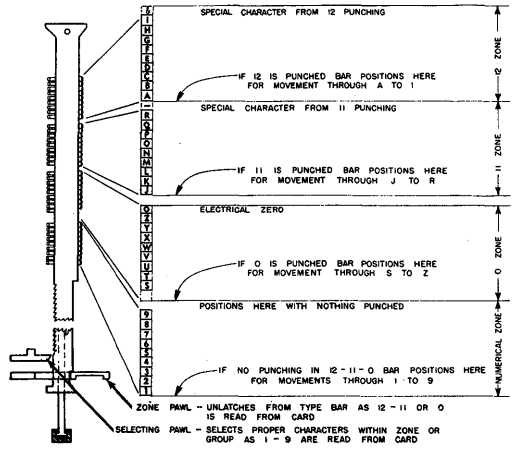 &
SPECIAL CHARACTER FROM 12 PUNCHING
I
H
G
F
E
D
C
B
A
IF 12 IS PUNCHED BAR POSITIONS HERE
FOR MOVEMENT THROUGH A TO I
12 ZONE
—
SPECIAL CHARACTER FROM 11 PUNCHING
R
Q
P
O
N
M
L
K
J
IF 11 IS PUNCHED BAR POSITIONS HERE
FOR MOVEMENT THROUGH J TO R
11 ZONE
0
ELECTRICAL ZERO
Z
Y
X
W
V
U
T
S
IF 0 IS PUNCHED BAR POSITIONS HERE
FOR MOVEMENT THROUGH S TO Z
0 ZONE
POSITIONS HERE WITH NOTHING PUNCHED
9
8
7
6
5
4
3
2
1
IF NO PUNCHING IN 12-11-0 BAR POSITIONS HERE
FOR MOVEMENTS THROUGH 1 TO 9
NUMERICAL ZONE
ZONE PAWL - UNLATCHES FROM TYPE BAR AS 12-11 OR 0
IS READ FROM CARD
SELECTING PAWL - SELECTS PROPER CHARACTERS WITHIN ZONE OR
GROUP AS 1-9 ARE READ FROM CARD